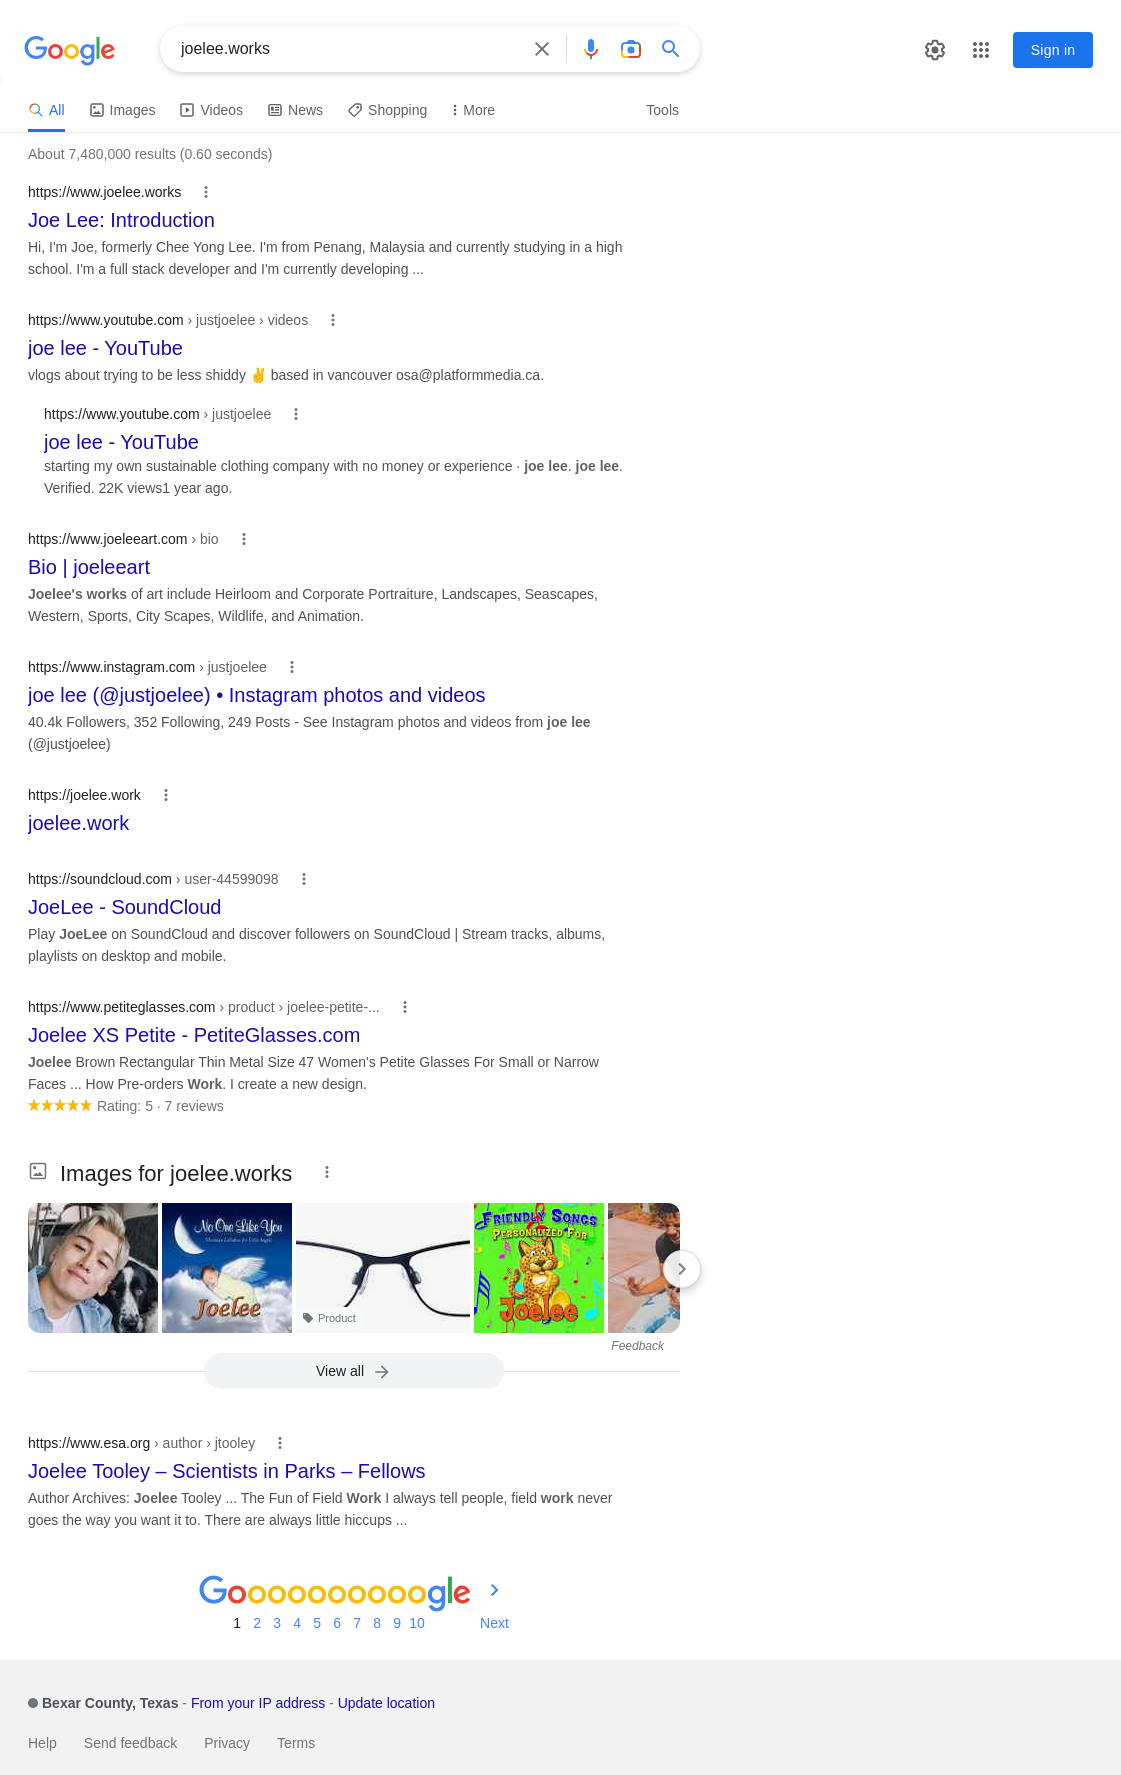 Google
joelee.works
Sign in
All
Images
Videos
News
Shopping
More
Tools
About 7,480,000 results (0.60 seconds)
https://www.joelee.works
Joe Lee: Introduction
Hi, I'm Joe, formerly Chee Yong Lee. I'm from Penang, Malaysia and currently studying in a high
school. I'm a full stack developer and I'm currently developing ...
https://www.youtube.com › justjoelee › videos
joe lee - YouTube
vlogs about trying to be less shiddy ✌️ based in vancouver osa@platformmedia.ca.
https://www.youtube.com › justjoelee
joe lee - YouTube
starting my own sustainable clothing company with no money or experience · joe lee. joe lee.
Verified. 22K views1 year ago.
https://www.joeleeart.com › bio
Bio | joeleeart
Joelee's works of art include Heirloom and Corporate Portraiture, Landscapes, Seascapes,
Western, Sports, City Scapes, Wildlife, and Animation.
https://www.instagram.com › justjoelee
joe lee (@justjoelee) • Instagram photos and videos
40.4k Followers, 352 Following, 249 Posts - See Instagram photos and videos from joe lee
(@justjoelee)
https://joelee.work
joelee.work
https://soundcloud.com › user-44599098
JoeLee - SoundCloud
Play JoeLee on SoundCloud and discover followers on SoundCloud | Stream tracks, albums,
playlists on desktop and mobile.
https://www.petiteglasses.com › product › joelee-petite-...
Joelee XS Petite - PetiteGlasses.com
Joelee Brown Rectangular Thin Metal Size 47 Women's Petite Glasses For Small or Narrow
Faces ... How Pre-orders Work. I create a new design.
Rating: 5 · 7 reviews
Images for joelee.works
No One Like You
Joelee
Product
FRIENDLY SONGS
PERSONALIZED FOR
Joelee
Feedback
View all
https://www.esa.org › author › jtooley
Joelee Tooley – Scientists in Parks – Fellows
Author Archives: Joelee Tooley ... The Fun of Field Work I always tell people, field work never
goes the way you want it to. There are always little hiccups ...
Goooooooooogle
1 2 3 4 5 6 7 8 9 10 Next
Bexar County, Texas - From your IP address - Update location
Help Send feedback Privacy Terms